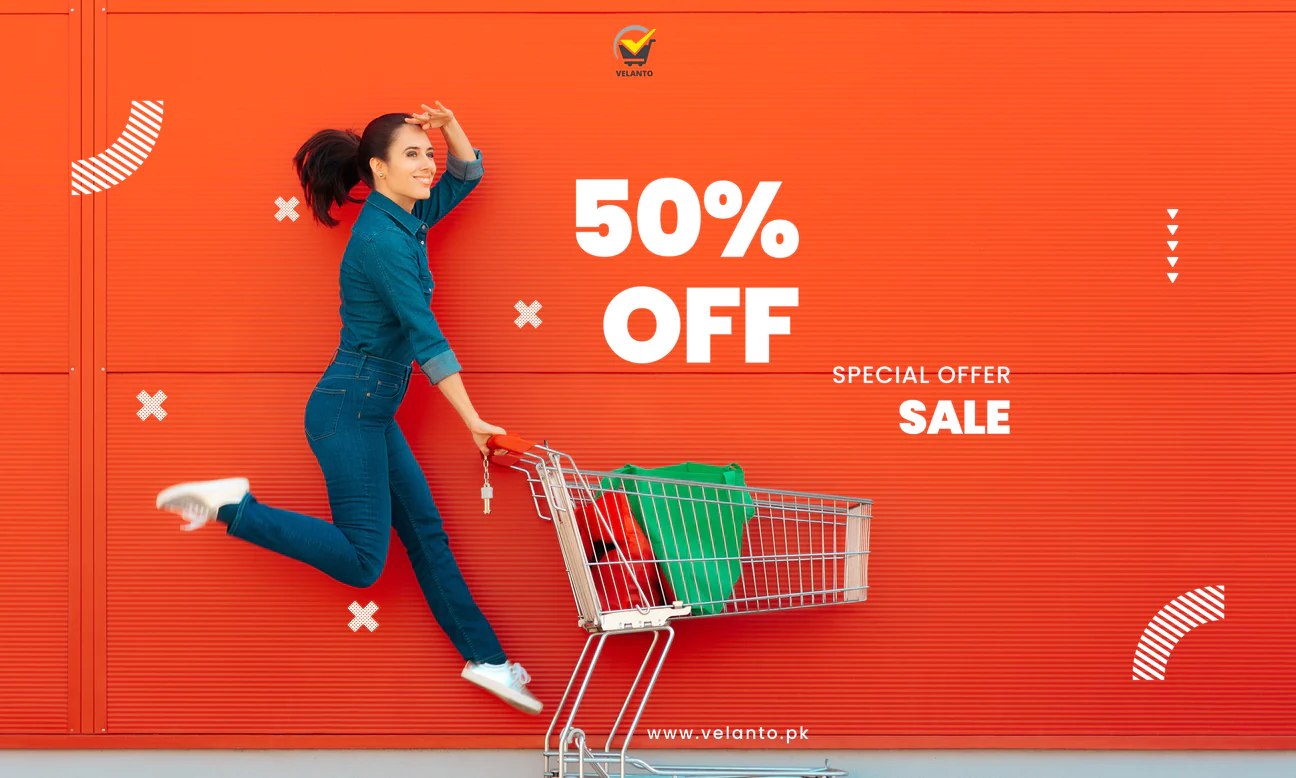 VELANTO
50%
OFF
SPECIAL OFFER
SALE
www.velanto.pk